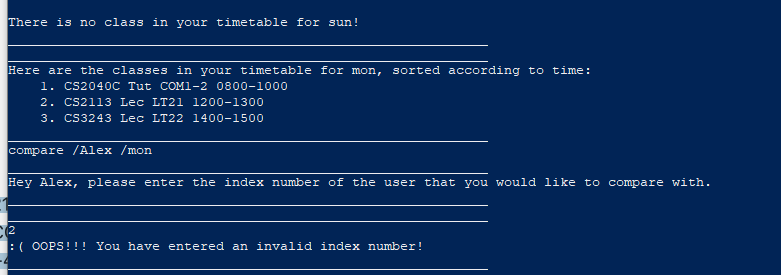 There is no class in your timetable for sun!
Here are the classes in your timetable for mon, sorted according to time:
1. CS2040C Tut COM1-2 0800-1000
2. CS2113 Lec LT21 1200-1300
3. CS3243 Lec LT22 1400-1500
compare /Alex /mon
Hey Alex, please enter the index number of the user that you would like to compare with.
2
:( OOPS!!! You have entered an invalid index number!